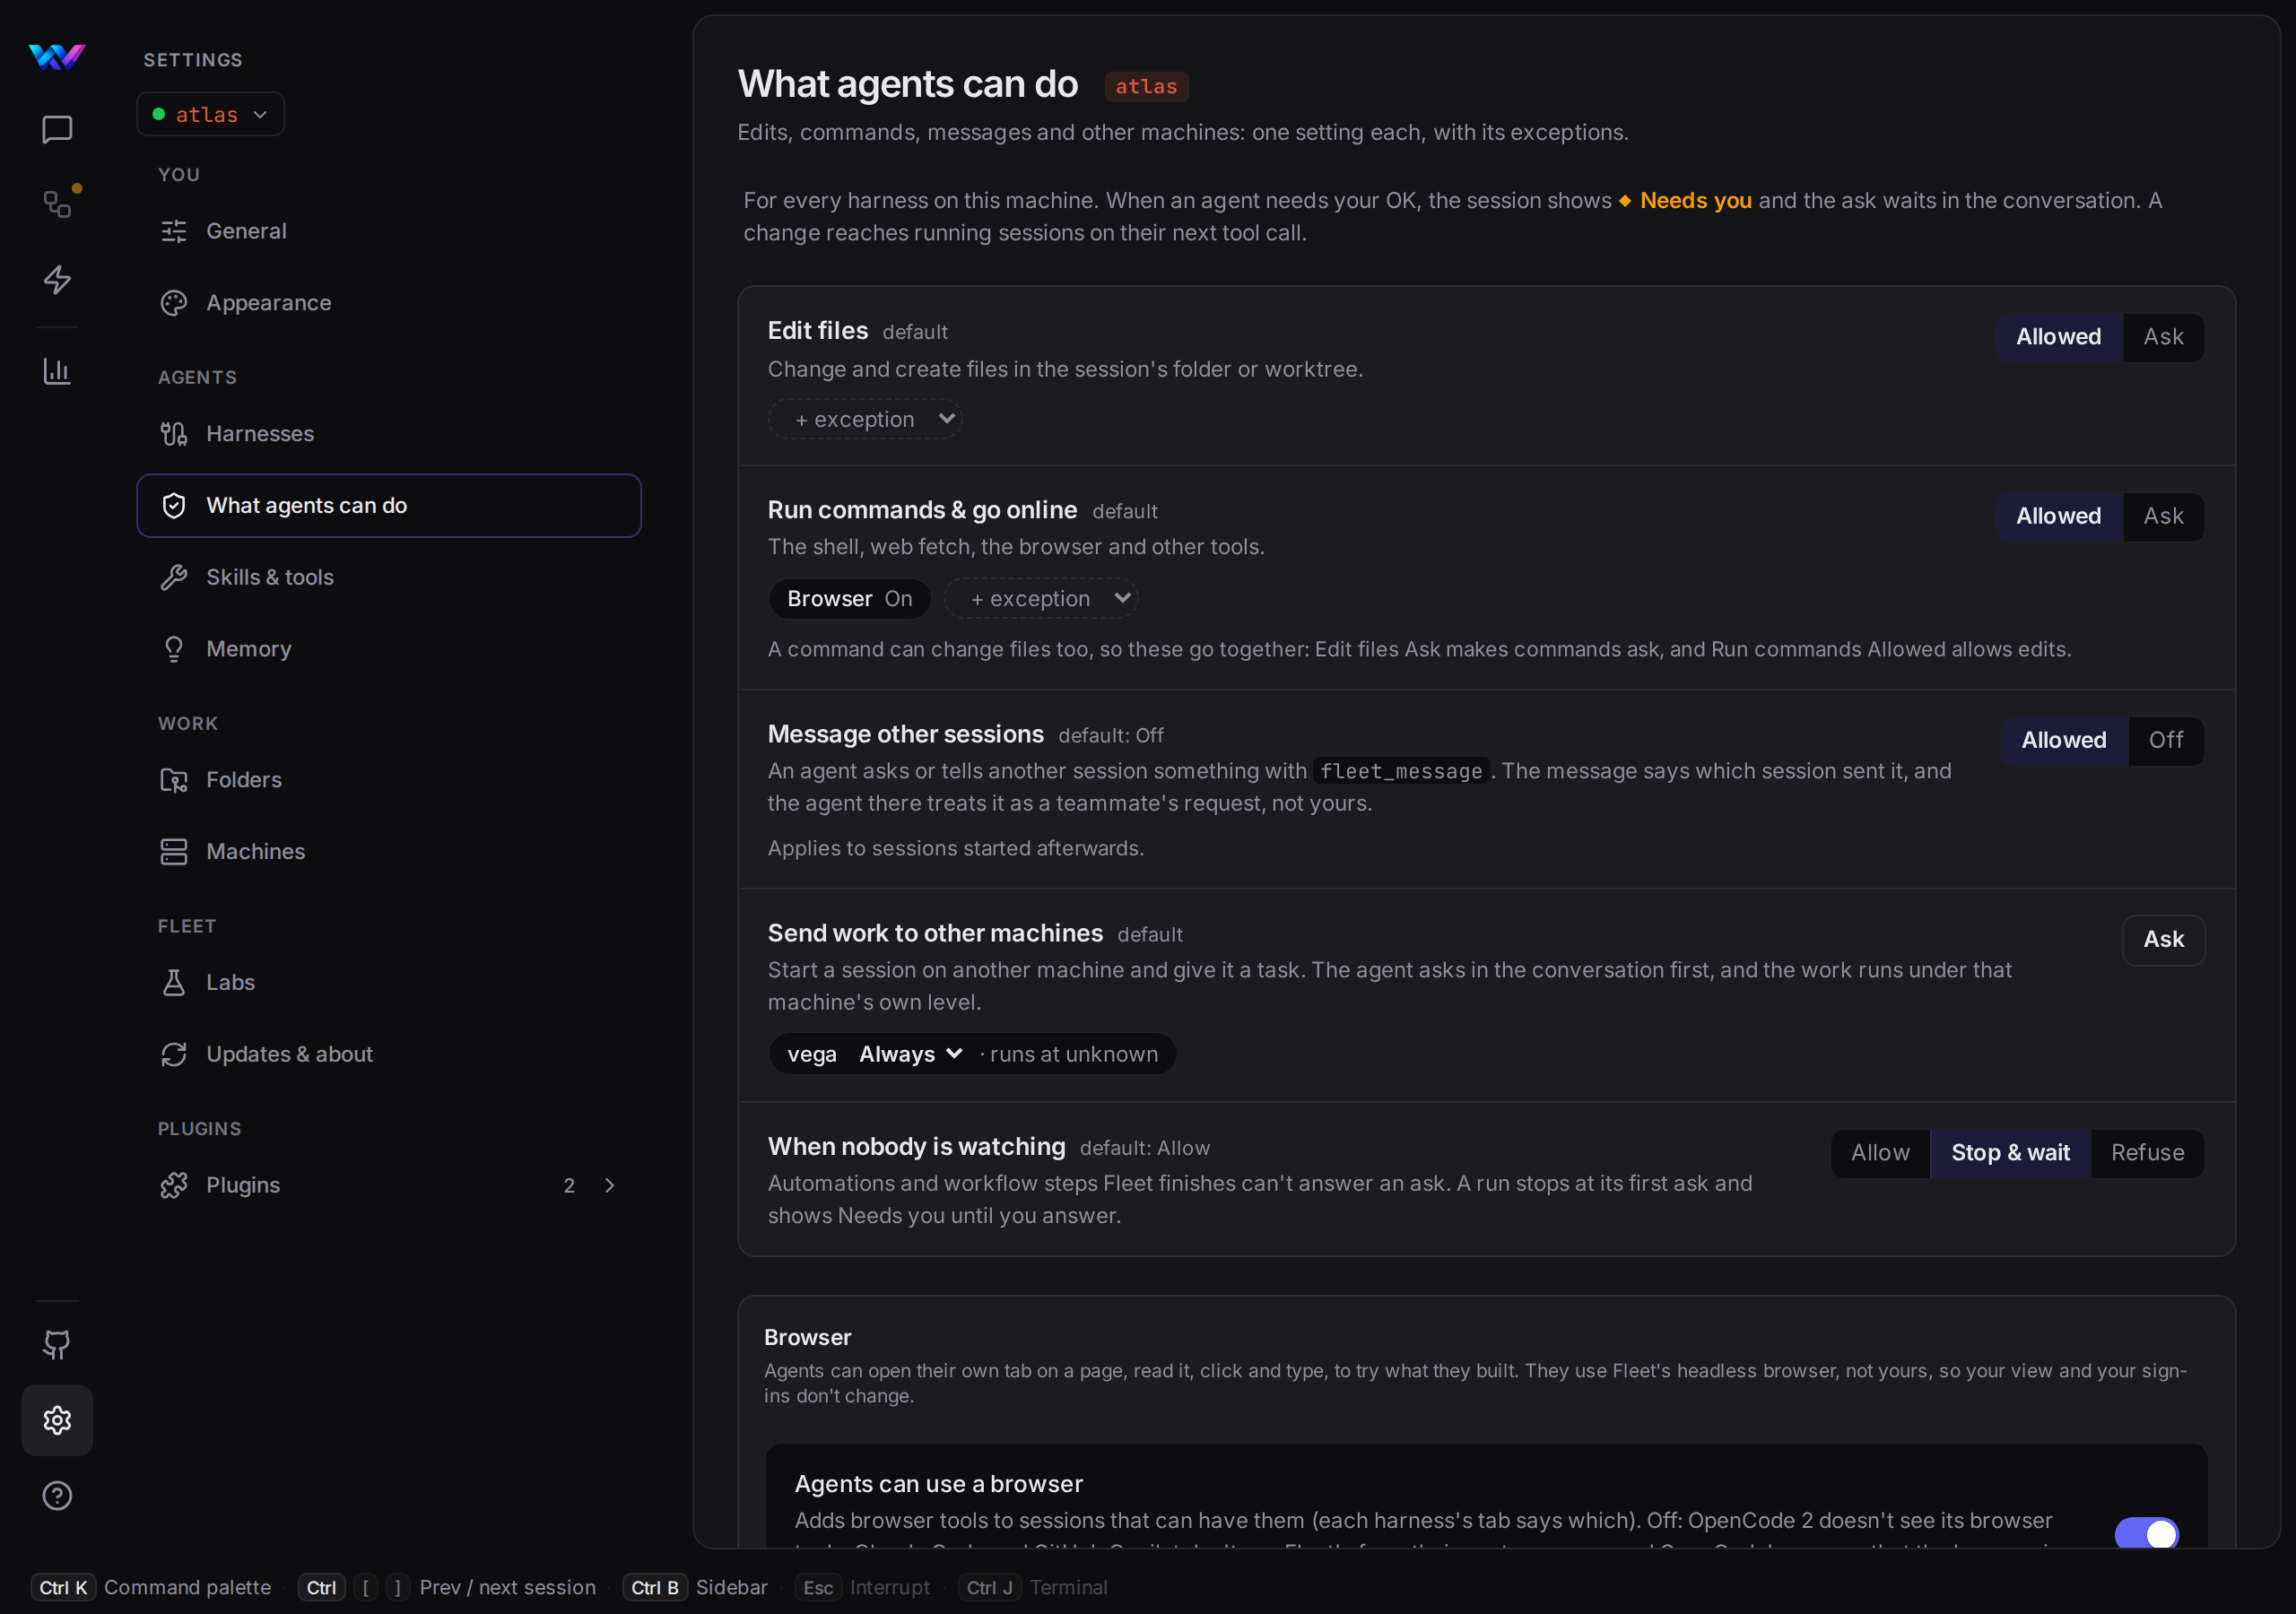 SETTINGS
atlas
YOU
General
Appearance
AGENTS
Harnesses
What agents can do
Skills & tools
Memory
WORK
Folders
Machines
FLEET
Labs
Updates & about
PLUGINS
Plugins 2
What agents can do atlas
Edits, commands, messages and other machines: one setting each, with its exceptions.
For every harness on this machine. When an agent needs your OK, the session shows ◆ Needs you and the ask waits in the conversation. A
change reaches running sessions on their next tool call.
Edit files default Allowed Ask
Change and create files in the session's folder or worktree.
+ exception
Run commands & go online default Allowed Ask
The shell, web fetch, the browser and other tools.
Browser On + exception
A command can change files too, so these go together: Edit files Ask makes commands ask, and Run commands Allowed allows edits.
Message other sessions default: Off Allowed Off
An agent asks or tells another session something with fleet_message. The message says which session sent it, and
the agent there treats it as a teammate's request, not yours.
Applies to sessions started afterwards.
Send work to other machines default Ask
Start a session on another machine and give it a task. The agent asks in the conversation first, and the work runs under that
machine's own level.
vega Always · runs at unknown
When nobody is watching default: Allow Allow Stop & wait Refuse
Automations and workflow steps Fleet finishes can't answer an ask. A run stops at its first ask and
shows Needs you until you answer.
Browser
Agents can open their own tab on a page, read it, click and type, to try what they built. They use Fleet's headless browser, not yours, so your view and your sign-
ins don't change.
Agents can use a browser
Adds browser tools to sessions that can have them (each harness's tab says which). Off: OpenCode 2 doesn't see its browser
Ctrl K Command palette · Ctrl [ ] Prev / next session · Ctrl B Sidebar · Esc Interrupt · Ctrl J Terminal